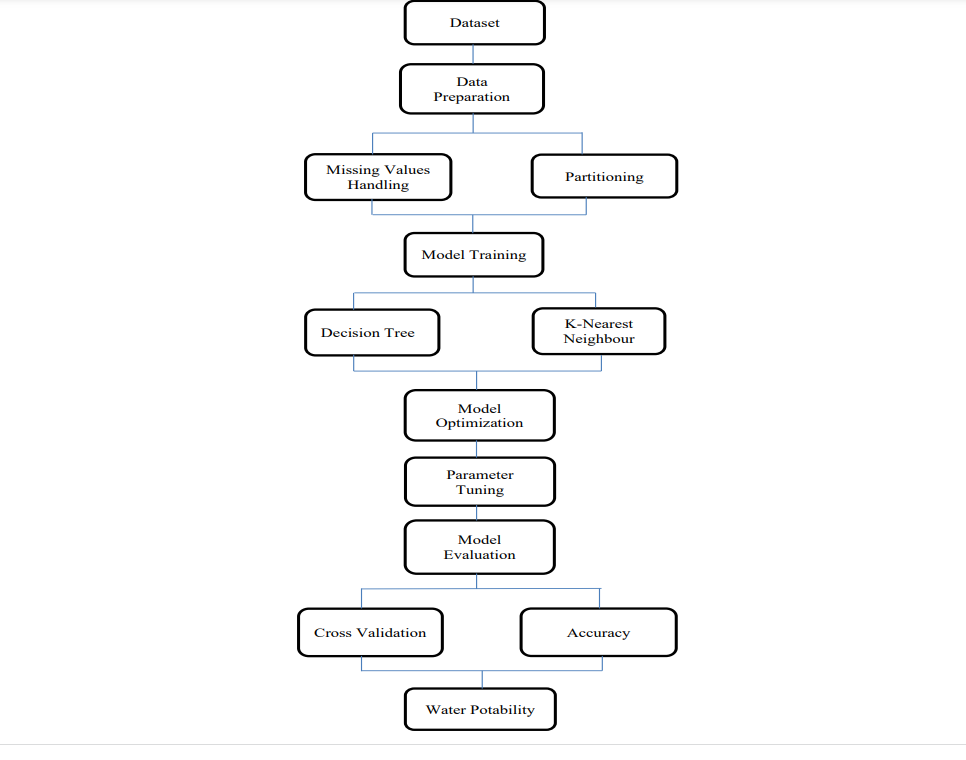 Dataset
Data
Preparation
Missing Values
Handling
Partitioning
Model Training
Decision Tree
K-Nearest
Neighbour
Model
Optimization
Parameter
Tuning
Model
Evaluation
Cross Validation
Accuracy
Water Potability